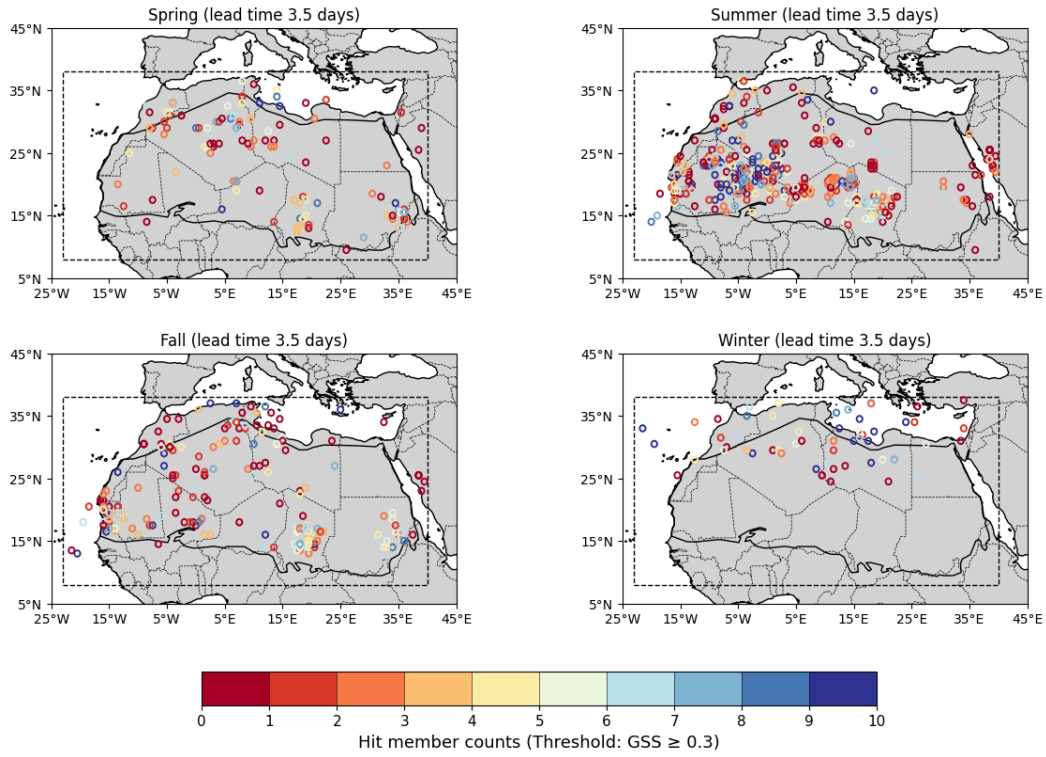 Spring (lead time 3.5 days)
45°N
35°N
25°N
15°N
5°N
25°W 15°W 5°W 5°E 15°E 25°E 35°E 45°E
Summer (lead time 3.5 days)
45°N
35°N
25°N
15°N
5°N
25°W 15°W 5°W 5°E 15°E 25°E 35°E 45°E
Fall (lead time 3.5 days)
45°N
35°N
25°N
15°N
5°N
25°W 15°W 5°W 5°E 15°E 25°E 35°E 45°E
Winter (lead time 3.5 days)
45°N
35°N
25°N
15°N
5°N
25°W 15°W 5°W 5°E 15°E 25°E 35°E 45°E
0 1 2 3 4 5 6 7 8 9 10
Hit member counts (Threshold: GSS ≥ 0.3)